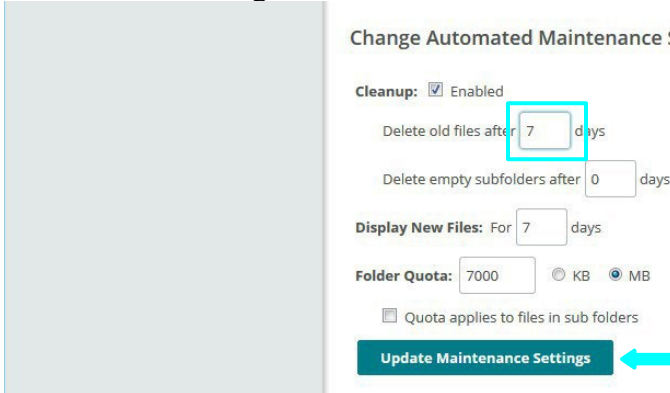 Change Automated Maintenance
Cleanup: Enabled
Delete old files after 7 days
Delete empty subfolders after 0 days
Display New Files: For 7 days
Folder Quota: 7000 KB MB
Quota applies to files in sub folders
Update Maintenance Settings